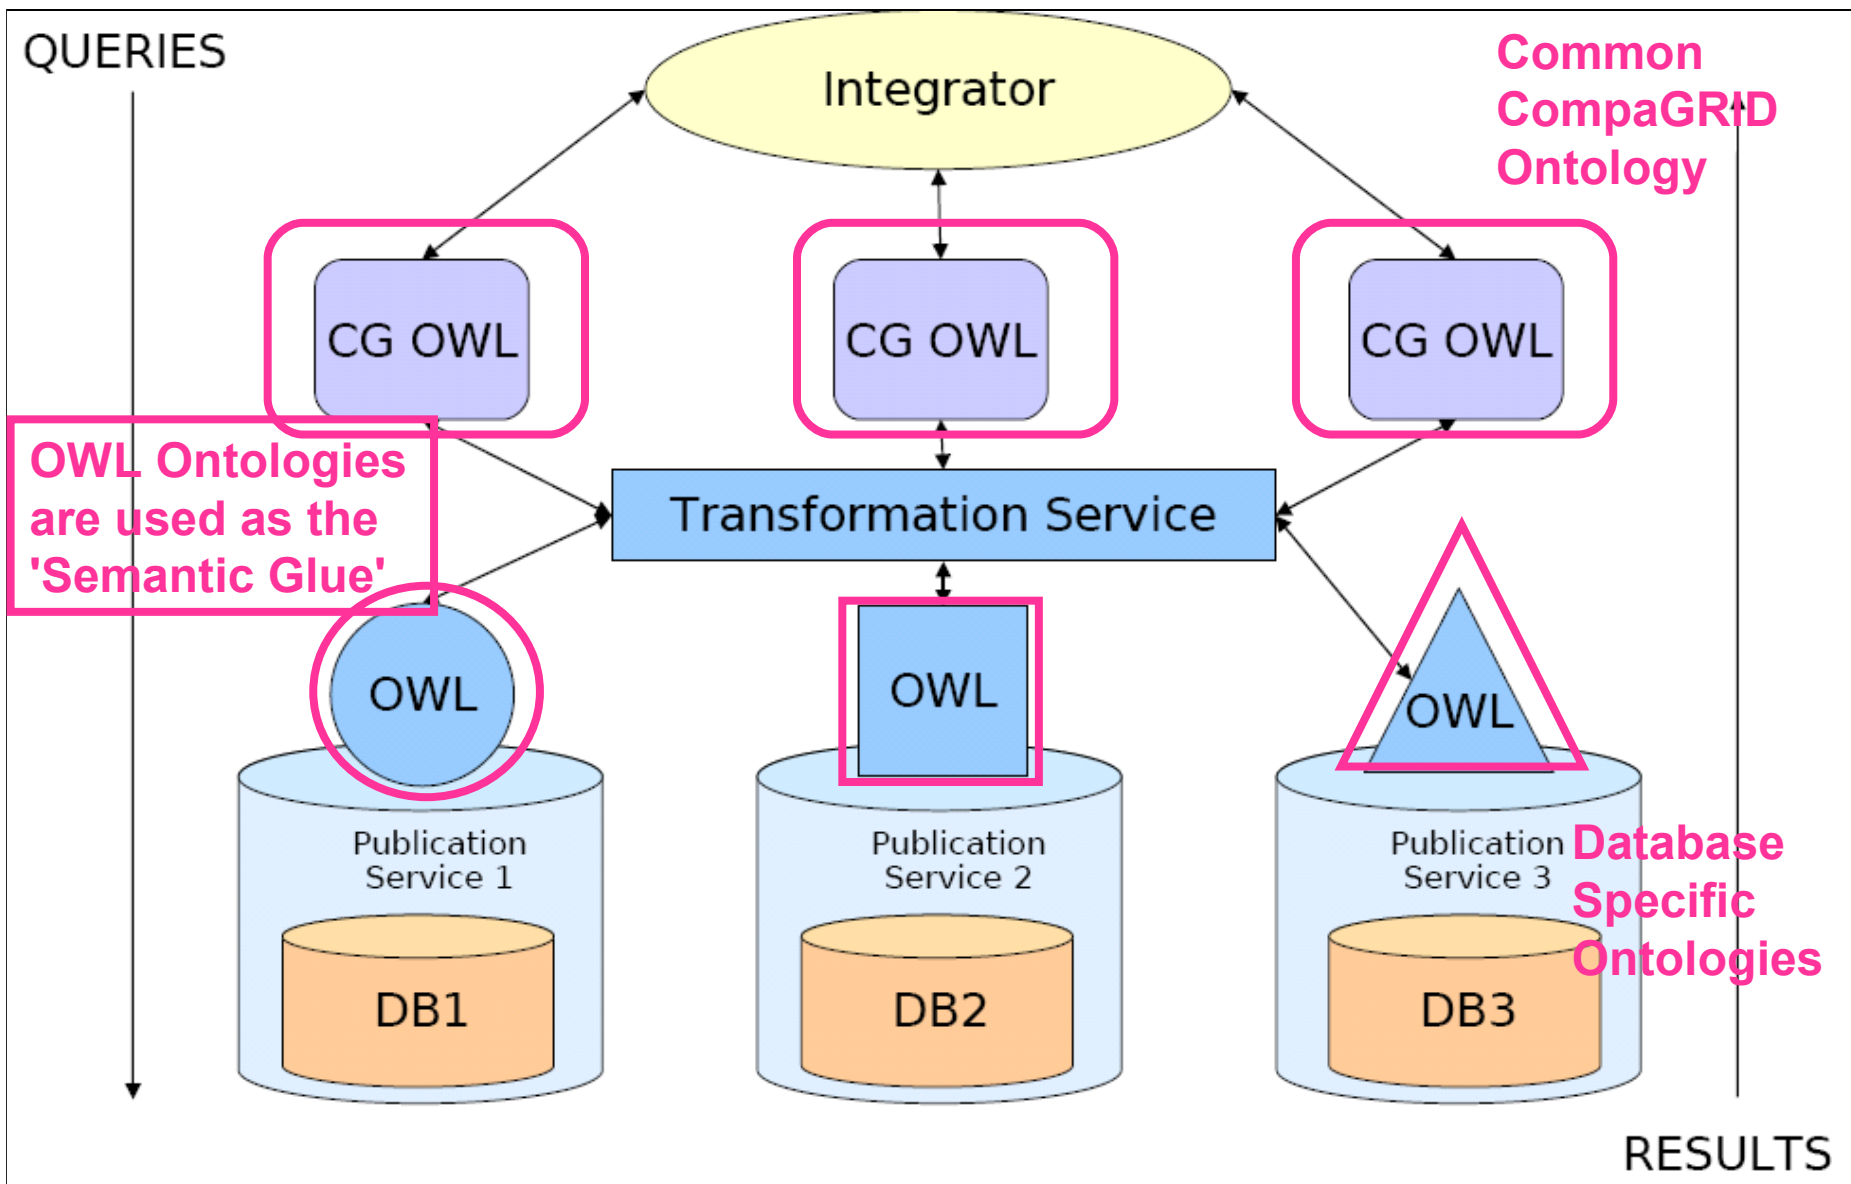 QUERIES
Integrator
Common
CompaGRID
Ontology
CG OWL
CG OWL
CG OWL
OWL Ontologies
are used as the
'Semantic Glue'
Transformation Service
OWL
OWL
OWL
Publication
Service 1
Publication
Service 2
Publication
Service 3
Database
Specific
Ontologies
DB1
DB2
DB3
RESULTS